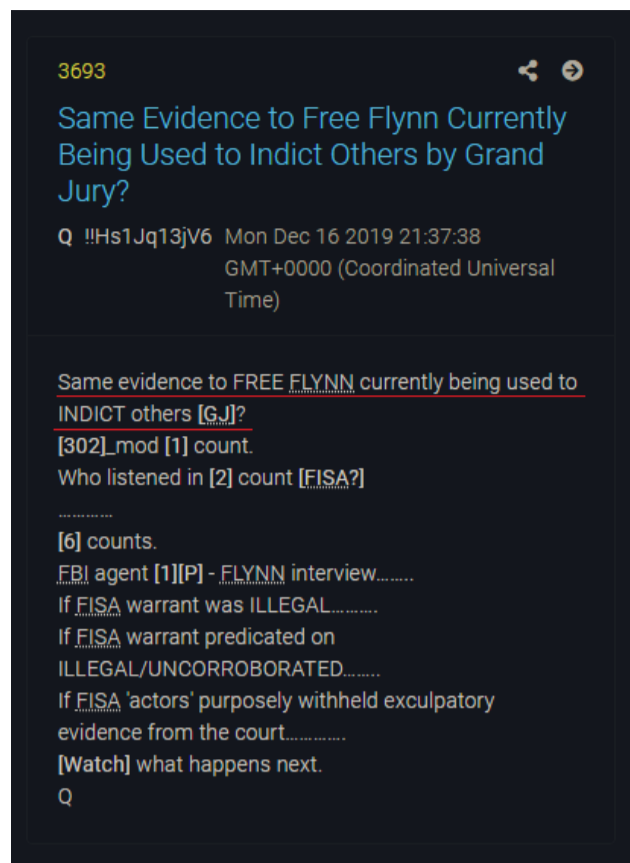 3693
Same Evidence to Free Flynn Currently
Being Used to Indict Others by Grand
Jury?
Q !!Hs1Jq13jV6 Mon Dec 16 2019 21:37:38
GMT+0000 (Coordinated Universal
Time)
Same evidence to FREE FLYNN currently being used to
INDICT others [GJ]?
[302]_mod [1] count.
Who listened in [2] count [FISA?]
…………
[6] counts.
FBI agent [1][P] - FLYNN interview……..
If FISA warrant was ILLEGAL……….
If FISA warrant predicated on
ILLEGAL/UNCORROBORATED……..
If FISA 'actors' purposely withheld exculpatory
evidence from the court………….
[Watch] what happens next.
Q